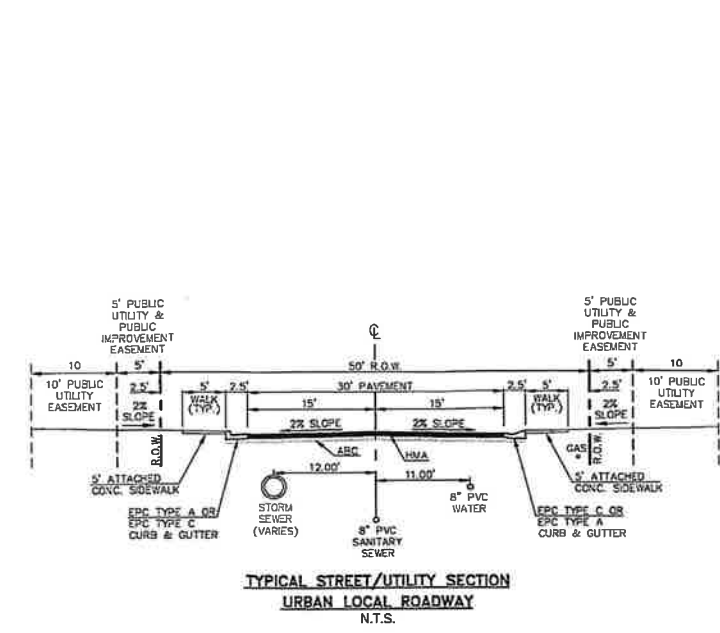 5' PUBLIC
UTILITY &
PUBLIC
IMPROVEMENT
EASEMENT
5' PUBLIC
UTILITY &
PUBLIC
IMPROVEMENT
EASEMENT
℄
10
5'
50' R.O.W.
5'
10
10' PUBLIC
UTILITY
EASEMENT
2.5'
2%
SLOPE
5'
WALK
(TYP.)
2.5'
30' PAVEMENT
2.5'
5'
WALK
(TYP.)
2.5'
2%
SLOPE
10' PUBLIC
UTILITY
EASEMENT
15'
15'
2% SLOPE
2% SLOPE
R.O.W.
ABC
HMA
GAS
R.O.W.
12.00'
11.00'
5' ATTACHED
CONC. SIDEWALK
5' ATTACHED
CONC. SIDEWALK
EPC TYPE A OR
EPC TYPE C
CURB & GUTTER
STORM
SEWER
(VARIES)
8" PVC
SANITARY
SEWER
8" PVC
WATER
EPC TYPE C OR
EPC TYPE A
CURB & GUTTER
TYPICAL STREET/UTILITY SECTION
URBAN LOCAL ROADWAY
N.T.S.